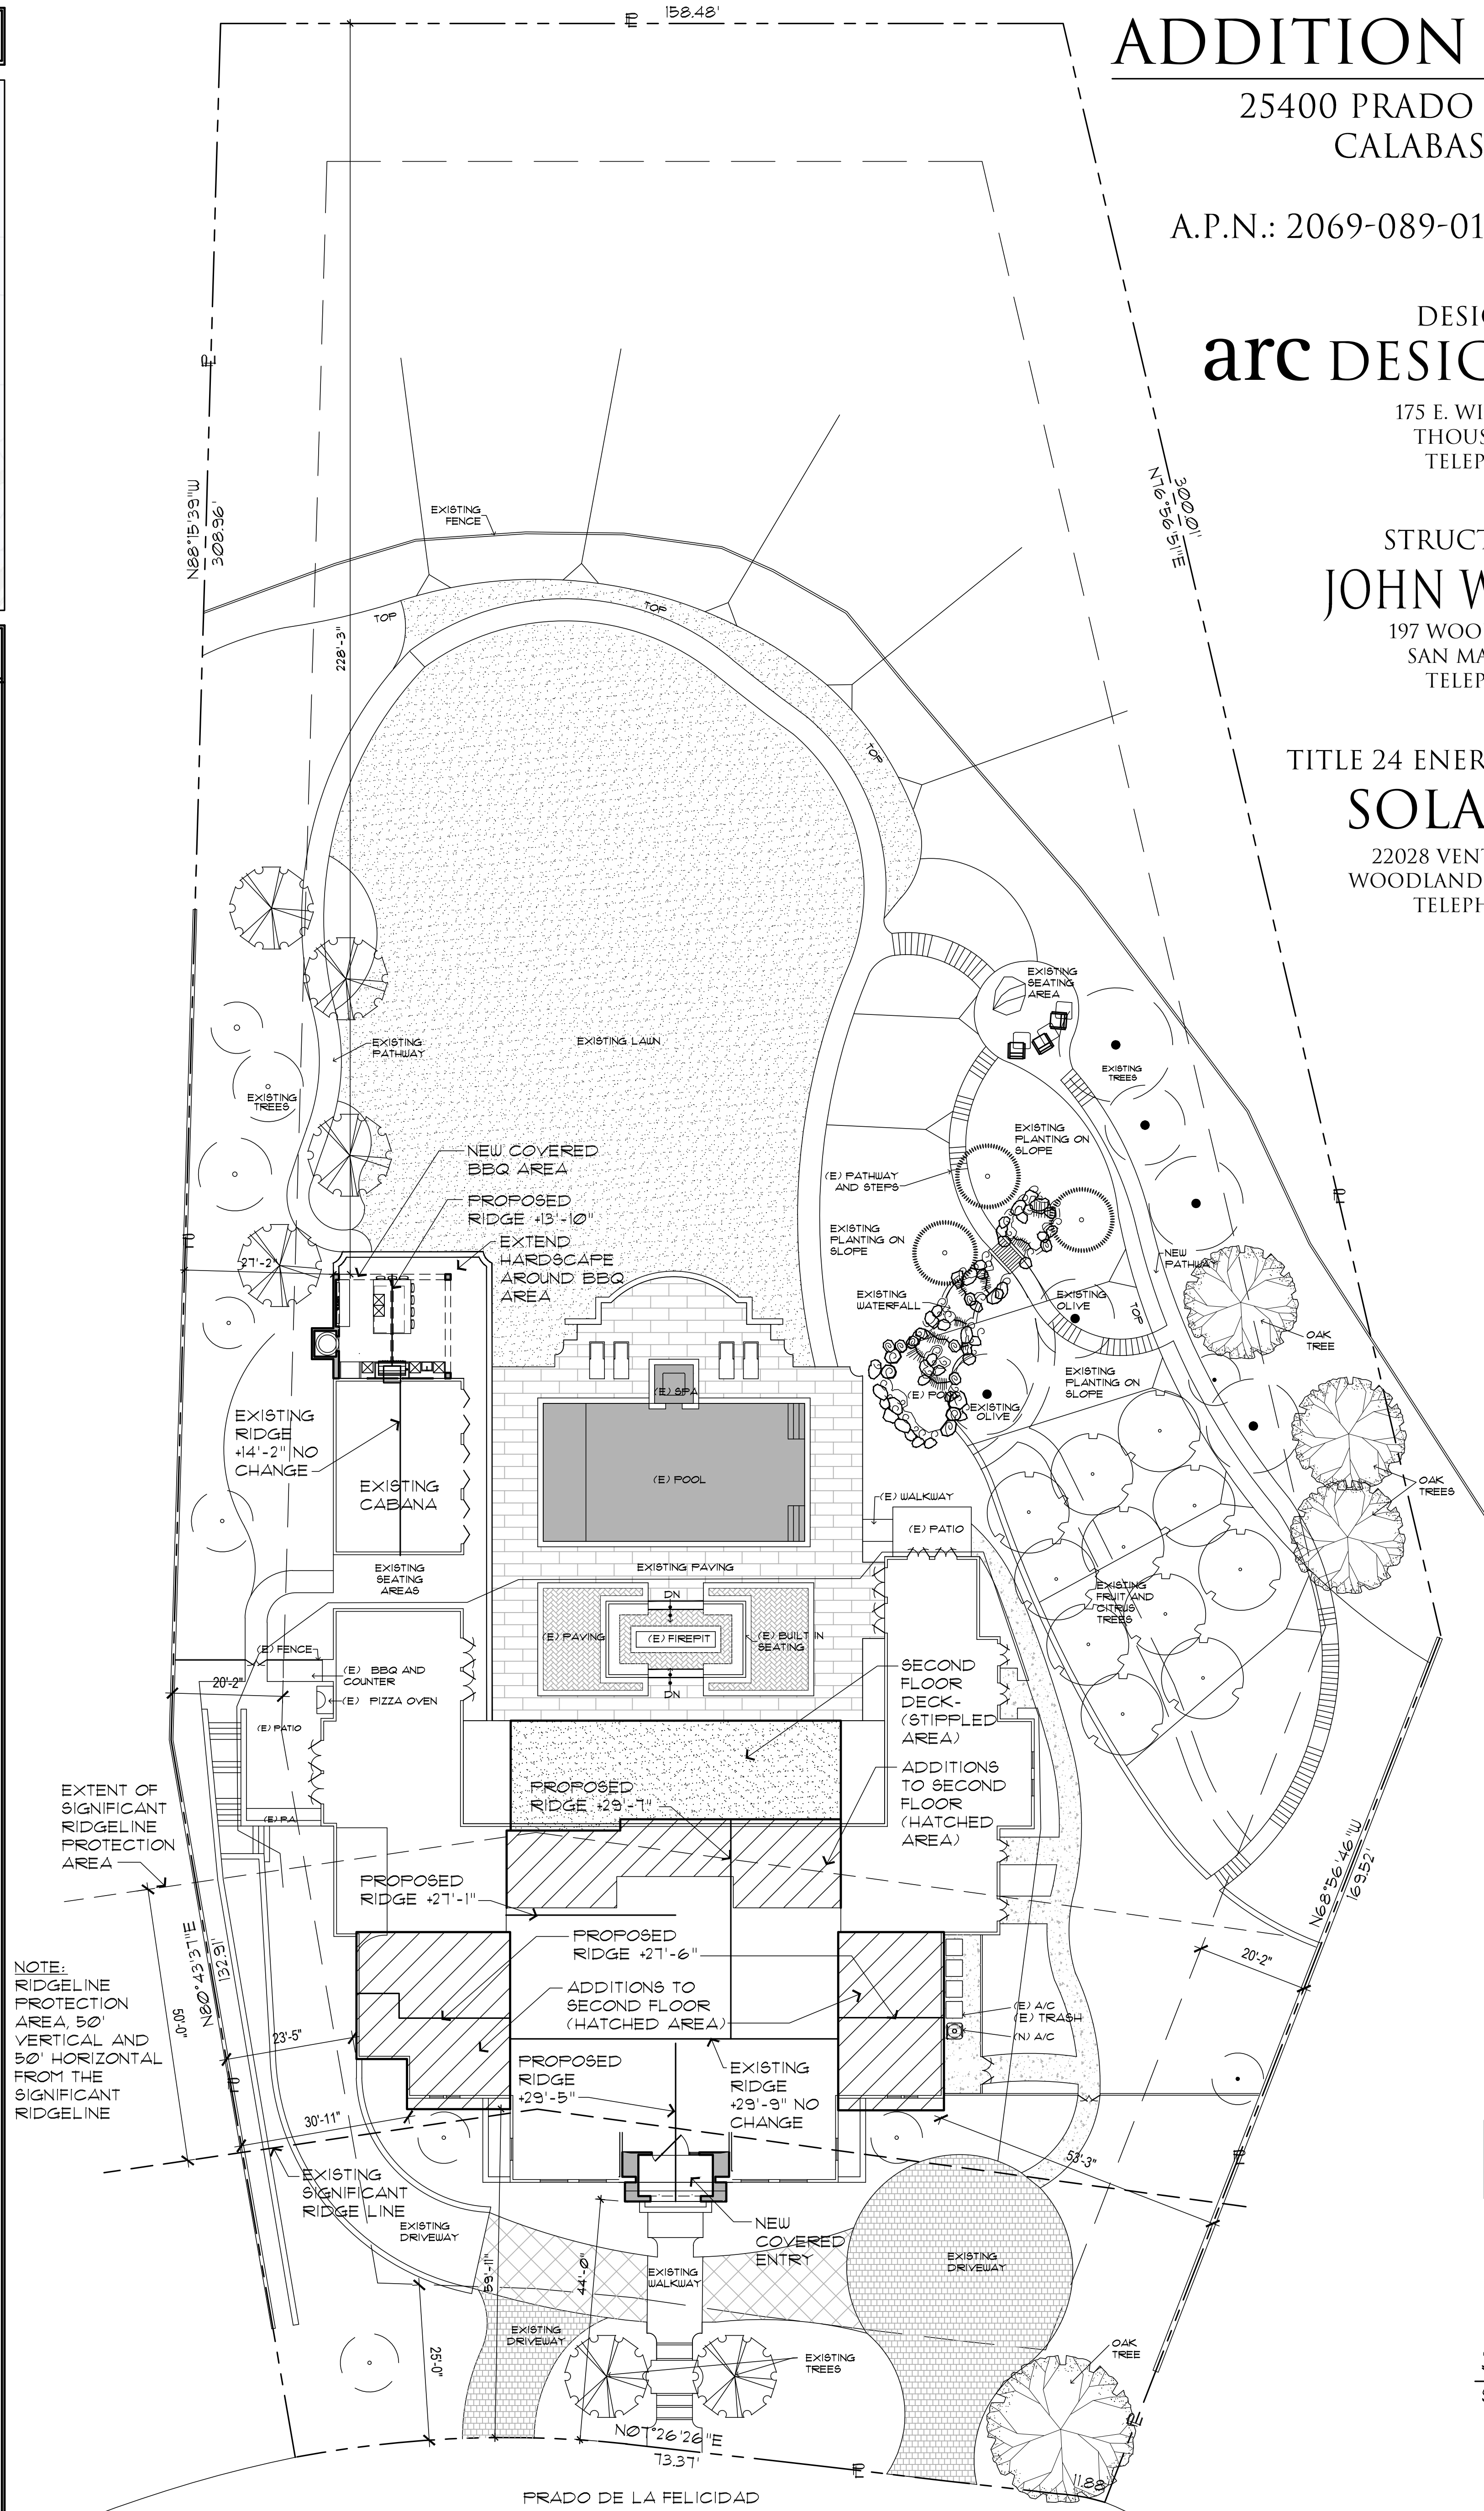 158.48'
ADDITION
25400 PRADO
CALABAS
A.P.N.: 2069-089-01
DESIG
arc DESIG
175 E. WI
THOUS
TELEP
N88°15'39"W
308.96'
300.01'
N76°56'51"E
STRUCT
JOHN W
197 WOO
SAN MA
TELEP
TITLE 24 ENER
SOLA
22028 VENT
WOODLAND
TELEPH
EXISTING
FENCE
TOP
TOP
TOP
228'-3"
EXISTING
PATHWAY
EXISTING LAWN
EXISTING
SEATING
AREA
EXISTING
TREES
EXISTING
TREES
NEW COVERED
BBQ AREA
PROPOSED
RIDGE +13'-10"
EXTEND
HARDSCAPE
AROUND BBQ
AREA
27'-2"
EXISTING
PLANTING ON
SLOPE
(E) PATHWAY
AND STEPS
EXISTING
PLANTING ON
SLOPE
NEW
PATHWAY
EXISTING
WATERFALL
EXISTING
OLIVE
TOP
OAK
TREE
EXISTING
PLANTING ON
SLOPE
(E) POND
EXISTING
OLIVE
(E) SPA
EXISTING
RIDGE
+14'-2" NO
CHANGE
EXISTING
CABANA
(E) POOL
OAK
TREES
(E) WALKWAY
(E) PATIO
EXISTING
SEATING
AREAS
EXISTING PAVING
EXISTING
FRUIT AND
CITRUS
TREES
DN
(E) PAVING
(E) FIREPIT
(E) BUILT IN
SEATING
DN
(E) FENCE
(E) BBQ AND
COUNTER
(E) PIZZA OVEN
20'-2"
(E) PATIO
(E) PA
SECOND
FLOOR
DECK-
(STIPPLED
AREA)
PROPOSED
RIDGE +29'-7"
ADDITIONS
TO SECOND
FLOOR
(HATCHED
AREA)
EXTENT OF
SIGNIFICANT
RIDGELINE
PROTECTION
AREA
PROPOSED
RIDGE +27'-1"
N68°56'46"W
169.52'
PROPOSED
RIDGE +27'-6"
20'-2"
NOTE:
RIDGELINE
PROTECTION
AREA, 50'
VERTICAL AND
50' HORIZONTAL
FROM THE
SIGNIFICANT
RIDGELINE
50'-0"
N80°43'37"E
132.91'
23'-5"
ADDITIONS TO
SECOND FLOOR
(HATCHED AREA)
(E) A/C
(E) TRASH
(N) A/C
PROPOSED
RIDGE
+29'-5"
EXISTING
RIDGE
+29'-9" NO
CHANGE
30'-11"
53'-3"
EXISTING
SIGNIFICANT
RIDGE LINE
EXISTING
DRIVEWAY
NEW
COVERED
ENTRY
59'-11"
44'-0"
EXISTING
WALKWAY
EXISTING
DRIVEWAY
25'-0"
EXISTING
DRIVEWAY
EXISTING
TREES
OAK
TREE
N07°26'26"E
73.37'
11.88
PRADO DE LA FELICIDAD